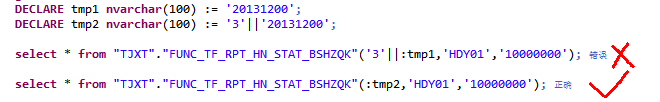 DECLARE tmp1 nvarchar(100) := '20131200';
DECLARE tmp2 nvarchar(100) := '3'||'20131200';
select * from "TJXT"."FUNC_TF_RPT_HN_STAT_BSHZQK"('3'||:tmp1,'HDY01','10000000'); 错误
select * from "TJXT"."FUNC_TF_RPT_HN_STAT_BSHZQK"(:tmp2,'HDY01','10000000'); 正确